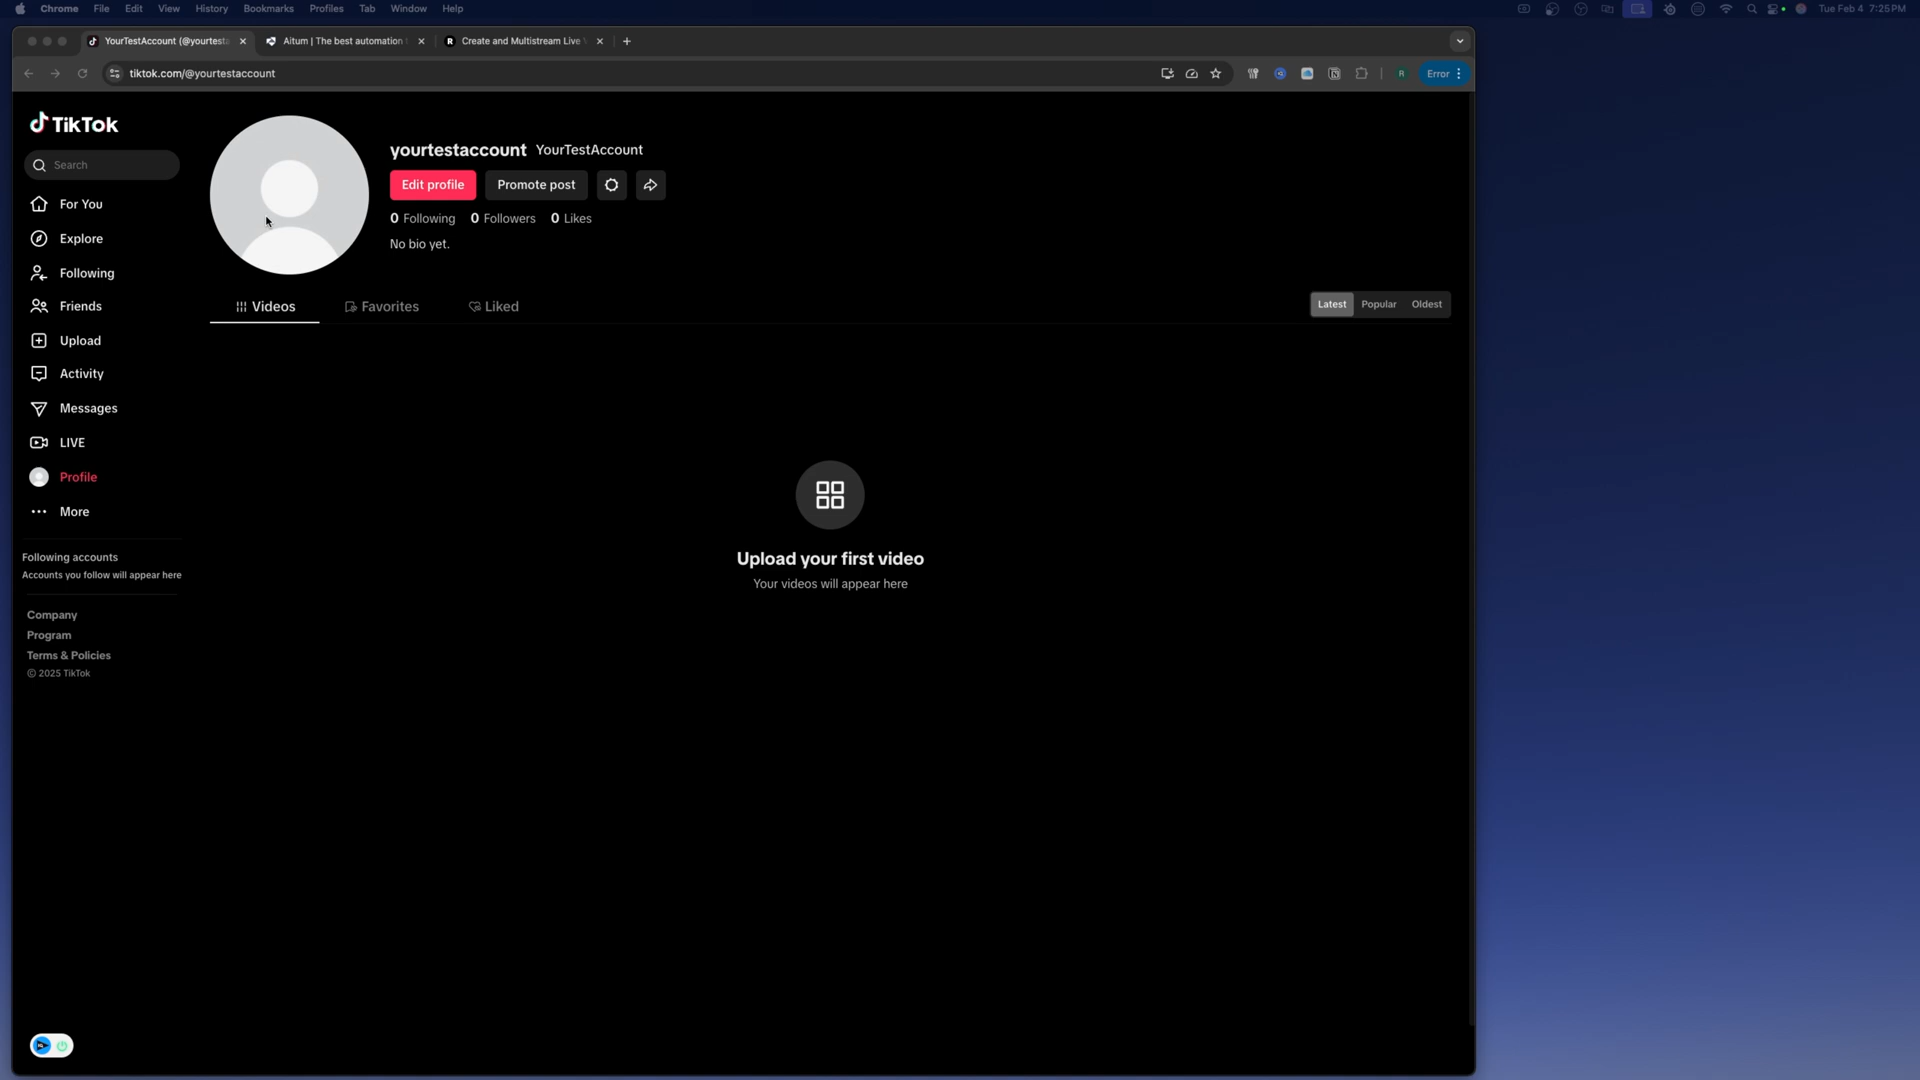 Chrome File Edit View History Bookmarks Profiles Tab Window Help
Tue Feb 4 7:25 PM
YourTestAccount (@yourtesta
Aitum | The best automation
R Create and Multistream Live
tiktok.com/@yourtestaccount
R
Error
TikTok
Search
For You
Explore
Following
Friends
Upload
Activity
Messages
LIVE
Profile
More
Following accounts
Accounts you follow will appear here
Company
Program
Terms & Policies
© 2025 TikTok
yourtestaccount YourTestAccount
Edit profile Promote post
0 Following 0 Followers 0 Likes
No bio yet.
Videos Favorites Liked
Latest Popular Oldest
Upload your first video
Your videos will appear here